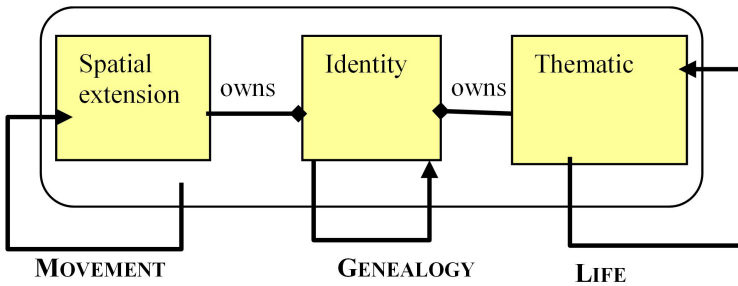 Spatial
extension
owns
Identity
owns
Thematic
MOVEMENT
GENEALOGY
LIFE